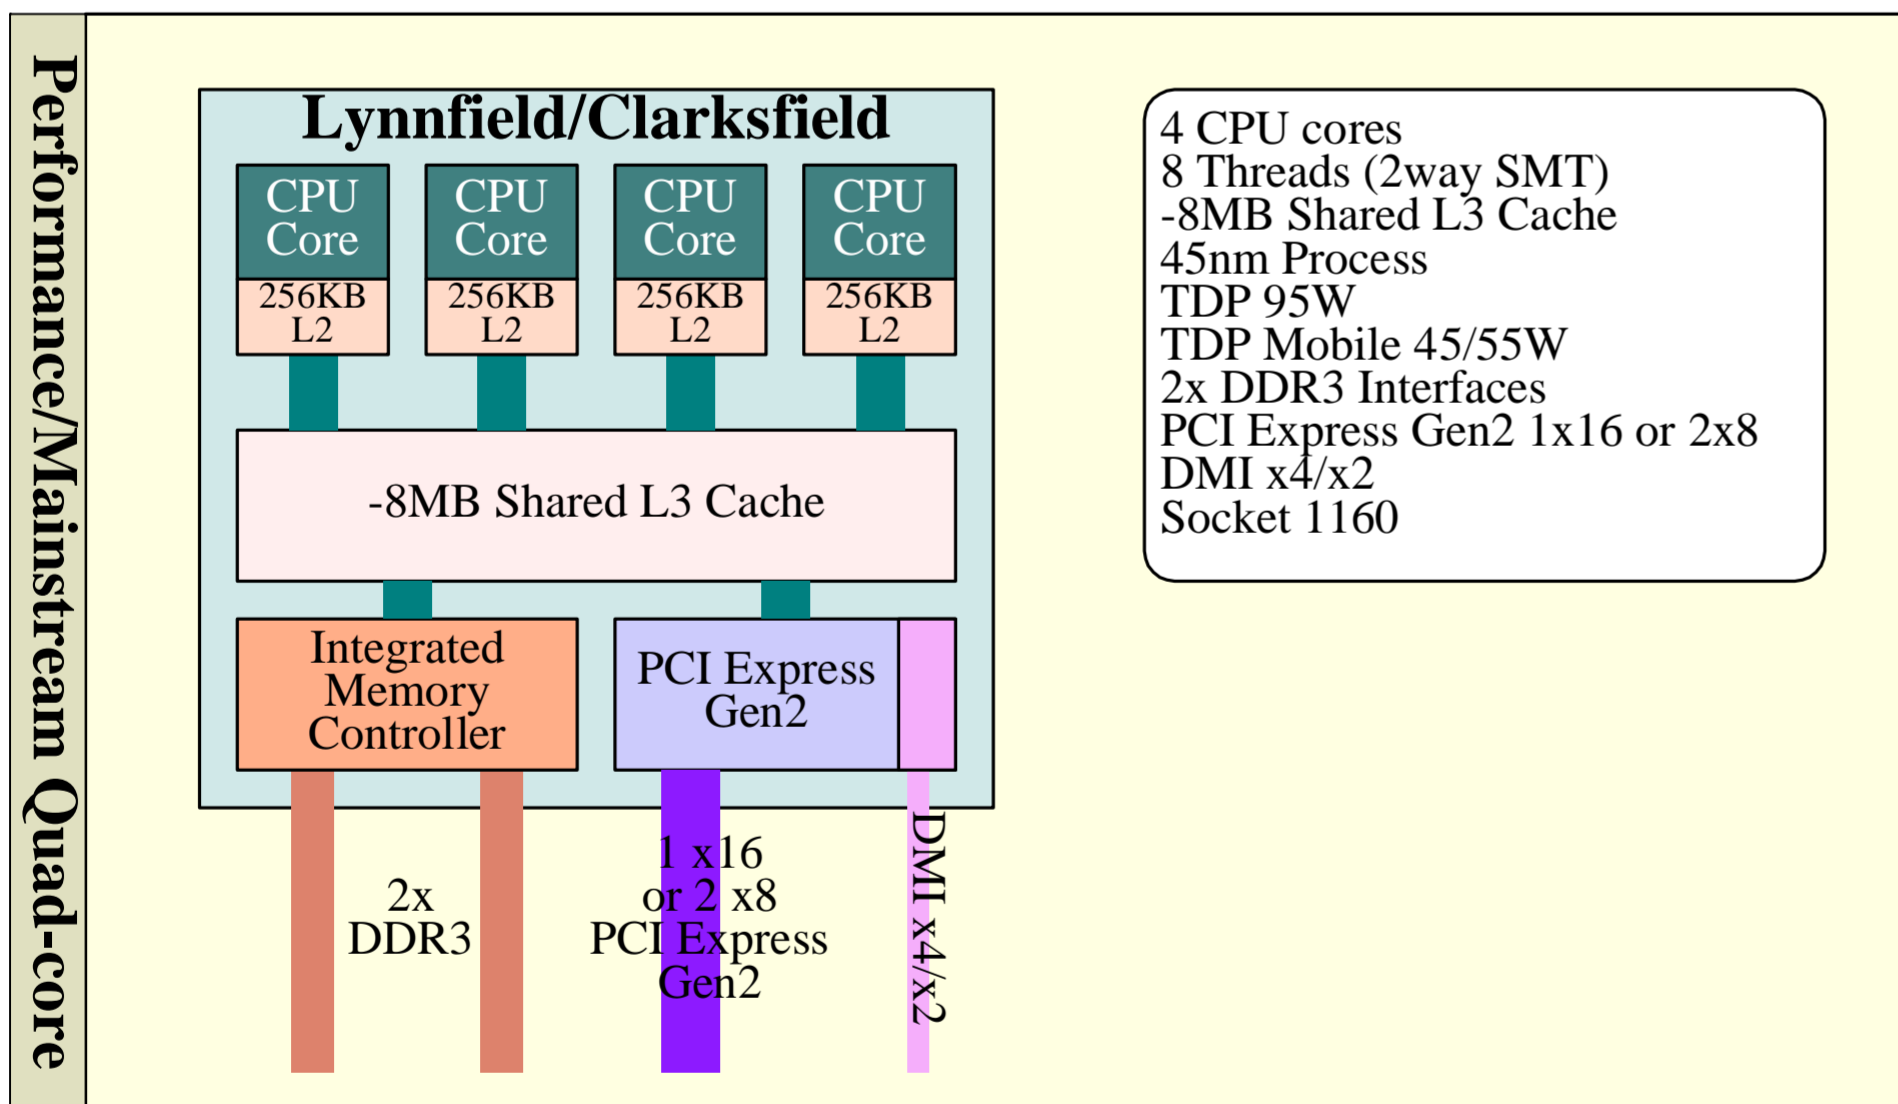 Performance/Mainstream Quad-core
Lynnfield/Clarksfield
CPU
Core
256KB
L2
CPU
Core
256KB
L2
CPU
Core
256KB
L2
CPU
Core
256KB
L2
-8MB Shared L3 Cache
Integrated
Memory
Controller
PCI Express
Gen2
2x
DDR3
1 x16
or 2 x8
PCI Express
Gen2
DMI x4/x2
4 CPU cores
8 Threads (2way SMT)
-8MB Shared L3 Cache
45nm Process
TDP 95W
TDP Mobile 45/55W
2x DDR3 Interfaces
PCI Express Gen2 1x16 or 2x8
DMI x4/x2
Socket 1160